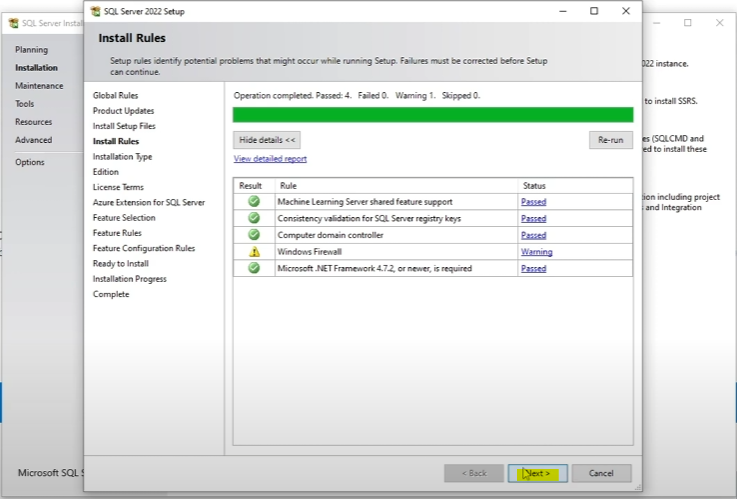 SQL Server 2022 Setup
Install Rules
Setup rules identify potential problems that might occur while running Setup. Failures must be corrected before Setup
can continue.
SQL Server Instal
Planning
Installation
Maintenance
Tools
Resources
Advanced
Options
Microsoft SQL S
Global Rules
Product Updates
Install Setup Files
Install Rules
Installation Type
Edition
License Terms
Azure Extension for SQL Server
Feature Selection
Feature Rules
Feature Configuration Rules
Ready to Install
Installation Progress
Complete
Operation completed. Passed: 4. Failed 0. Warning 1. Skipped 0.
Hide details <<
Re-run
View detailed report
Result Rule Status
Machine Learning Server shared feature support Passed
Consistency validation for SQL Server registry keys Passed
Computer domain controller Passed
Windows Firewall Warning
Microsoft .NET Framework 4.7.2, or newer, is required Passed
< Back
Next >
Cancel
022 instance.
to install SSRS.
es (SQLCMD and
ed to install these
ion including project
and Integration